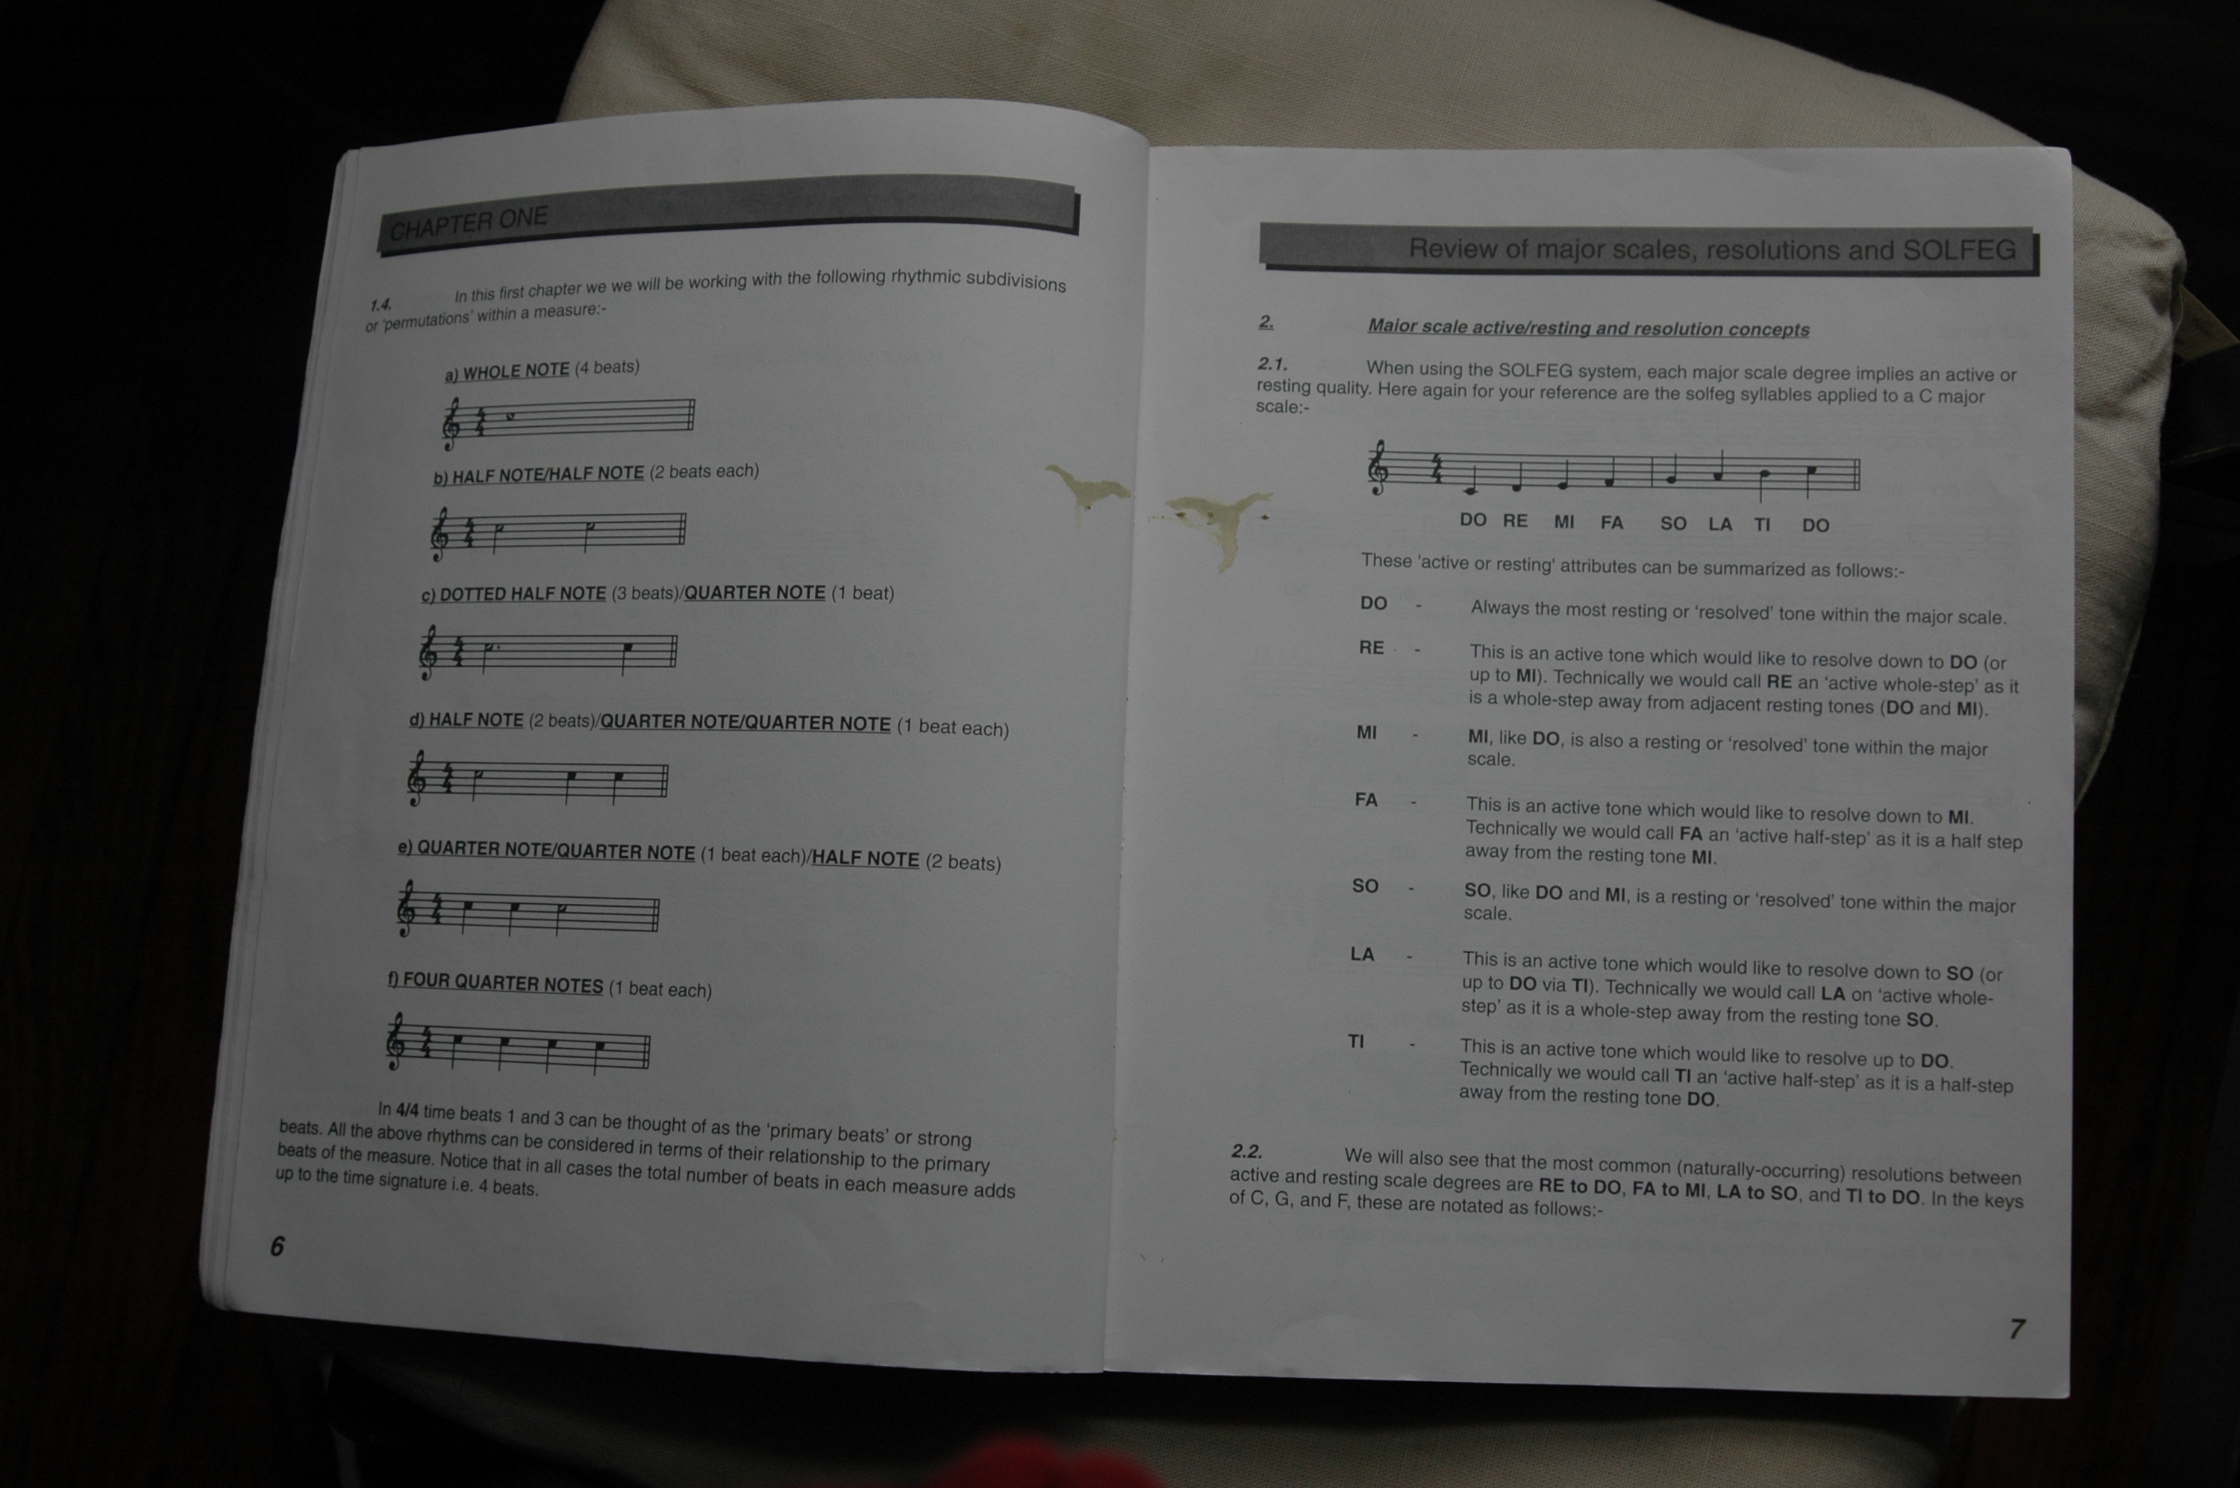 CHAPTER ONE
1.4. In this first chapter we we will be working with the following rhythmic subdivisions
or 'permutations' within a measure:-
a) WHOLE NOTE (4 beats)
b) HALF NOTE/HALF NOTE (2 beats each)
c) DOTTED HALF NOTE (3 beats)/QUARTER NOTE (1 beat)
d) HALF NOTE (2 beats)/QUARTER NOTE/QUARTER NOTE (1 beat each)
e) QUARTER NOTE/QUARTER NOTE (1 beat each)/HALF NOTE (2 beats)
f) FOUR QUARTER NOTES (1 beat each)
In 4/4 time beats 1 and 3 can be thought of as the 'primary beats' or strong
beats. All the above rhythms can be considered in terms of their relationship to the primary
beats of the measure. Notice that in all cases the total number of beats in each measure adds
up to the time signature i.e. 4 beats.
6
Review of major scales, resolutions and SOLFEG
2. Major scale active/resting and resolution concepts
2.1. When using the SOLFEG system, each major scale degree implies an active or
resting quality. Here again for your reference are the solfeg syllables applied to a C major
scale:-
DO RE MI FA SO LA TI DO
These 'active or resting' attributes can be summarized as follows:-
DO - Always the most resting or 'resolved' tone within the major scale.
RE - This is an active tone which would like to resolve down to DO (or
up to MI). Technically we would call RE an 'active whole-step' as it
is a whole-step away from adjacent resting tones (DO and MI).
MI - MI, like DO, is also a resting or 'resolved' tone within the major
scale.
FA - This is an active tone which would like to resolve down to MI.
Technically we would call FA an 'active half-step' as it is a half step
away from the resting tone MI.
SO - SO, like DO and MI, is a resting or 'resolved' tone within the major
scale.
LA - This is an active tone which would like to resolve down to SO (or
up to DO via TI). Technically we would call LA on 'active whole-
step' as it is a whole-step away from the resting tone SO.
TI - This is an active tone which would like to resolve up to DO.
Technically we would call TI an 'active half-step' as it is a half-step
away from the resting tone DO.
2.2. We will also see that the most common (naturally-occurring) resolutions between
active and resting scale degrees are RE to DO, FA to MI, LA to SO, and TI to DO. In the keys
of C, G, and F, these are notated as follows:-
7